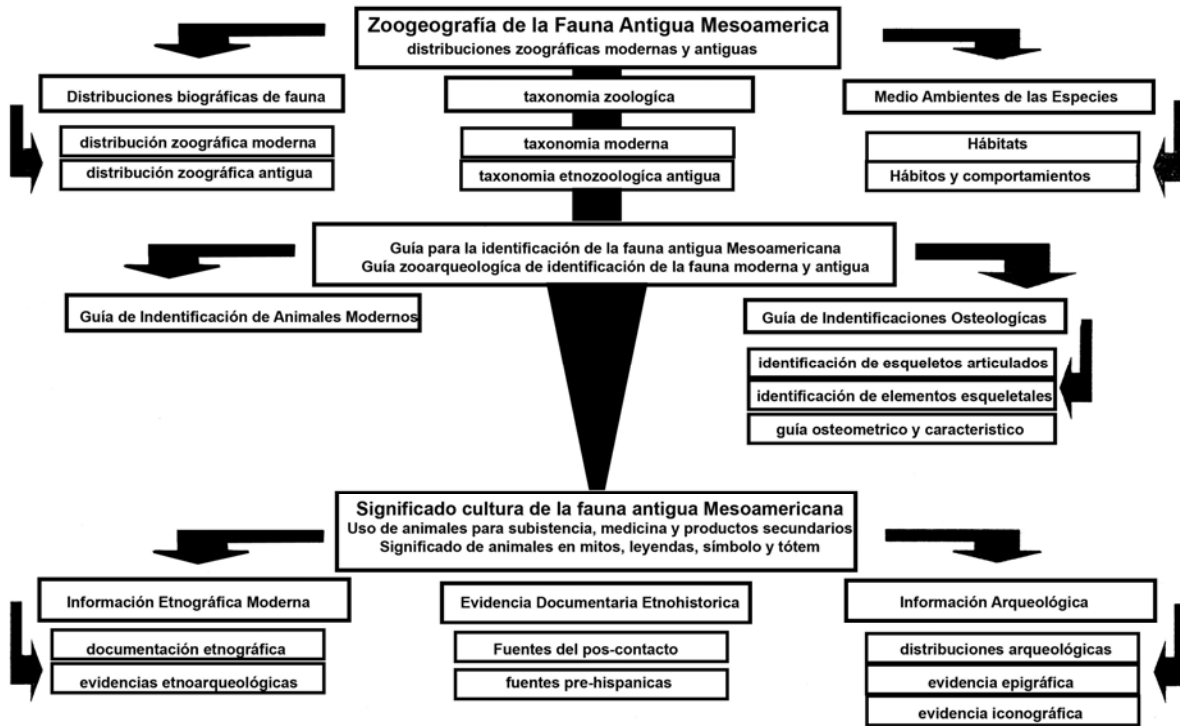 Zoogeografía de la Fauna Antigua Mesoamerica
distribuciones zoográficas modernas y antiguas
Distribuciones biográficas de fauna
distribución zoográfica moderna
distribución zoográfica antigua
taxonomia zoologíca
taxonomia moderna
taxonomia etnozoologíca antigua
Medio Ambientes de las Especies
Hábitats
Hábitos y comportamientos
Guía para la identificación de la fauna antigua Mesoamericana
Guía zooarqueologíca de identificación de la fauna moderna y antigua
Guía de Indentificación de Animales Modernos
Guía de Indentificaciones Osteologícas
identificación de esqueletos articulados
identificación de elementos esqueletales
guía osteometrico y caracteristico
Significado cultura de la fauna antigua Mesoamericana
Uso de animales para subsistencia, medicina y productos secundarios
Significado de animales en mitos, leyendas, símbolo y tótem
Información Etnográfica Moderna
documentación etnográfica
evidencias etnoarqueológicas
Evidencia Documentaria Etnohistorica
Fuentes del pos-contacto
fuentes pre-hispanicas
Información Arqueológica
distribuciones arqueológicas
evidencia epigráfica
evidencia iconográfica